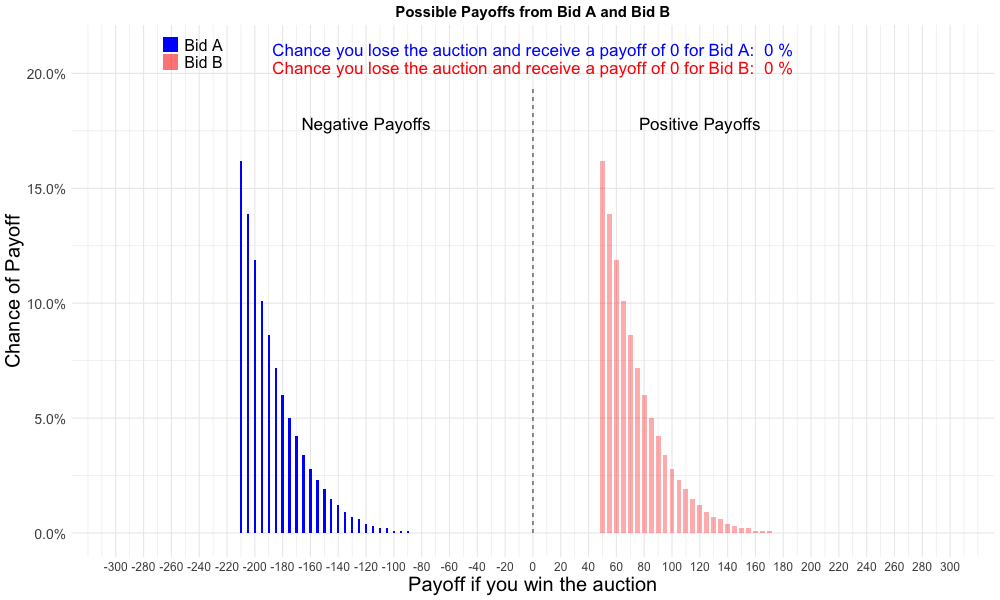 Possible Payoffs from Bid A and Bid B
Bid A
Bid B
Chance you lose the auction and receive a payoff of 0 for Bid A:  0 %
Chance you lose the auction and receive a payoff of 0 for Bid B:  0 %
Negative Payoffs
Positive Payoffs
Chance of Payoff
20.0%
15.0%
10.0%
5.0%
0.0%
-300 -280 -260 -240 -220 -200 -180 -160 -140 -120 -100 -80 -60 -40 -20 0 20 40 60 80 100 120 140 160 180 200 220 240 260 280 300
Payoff if you win the auction